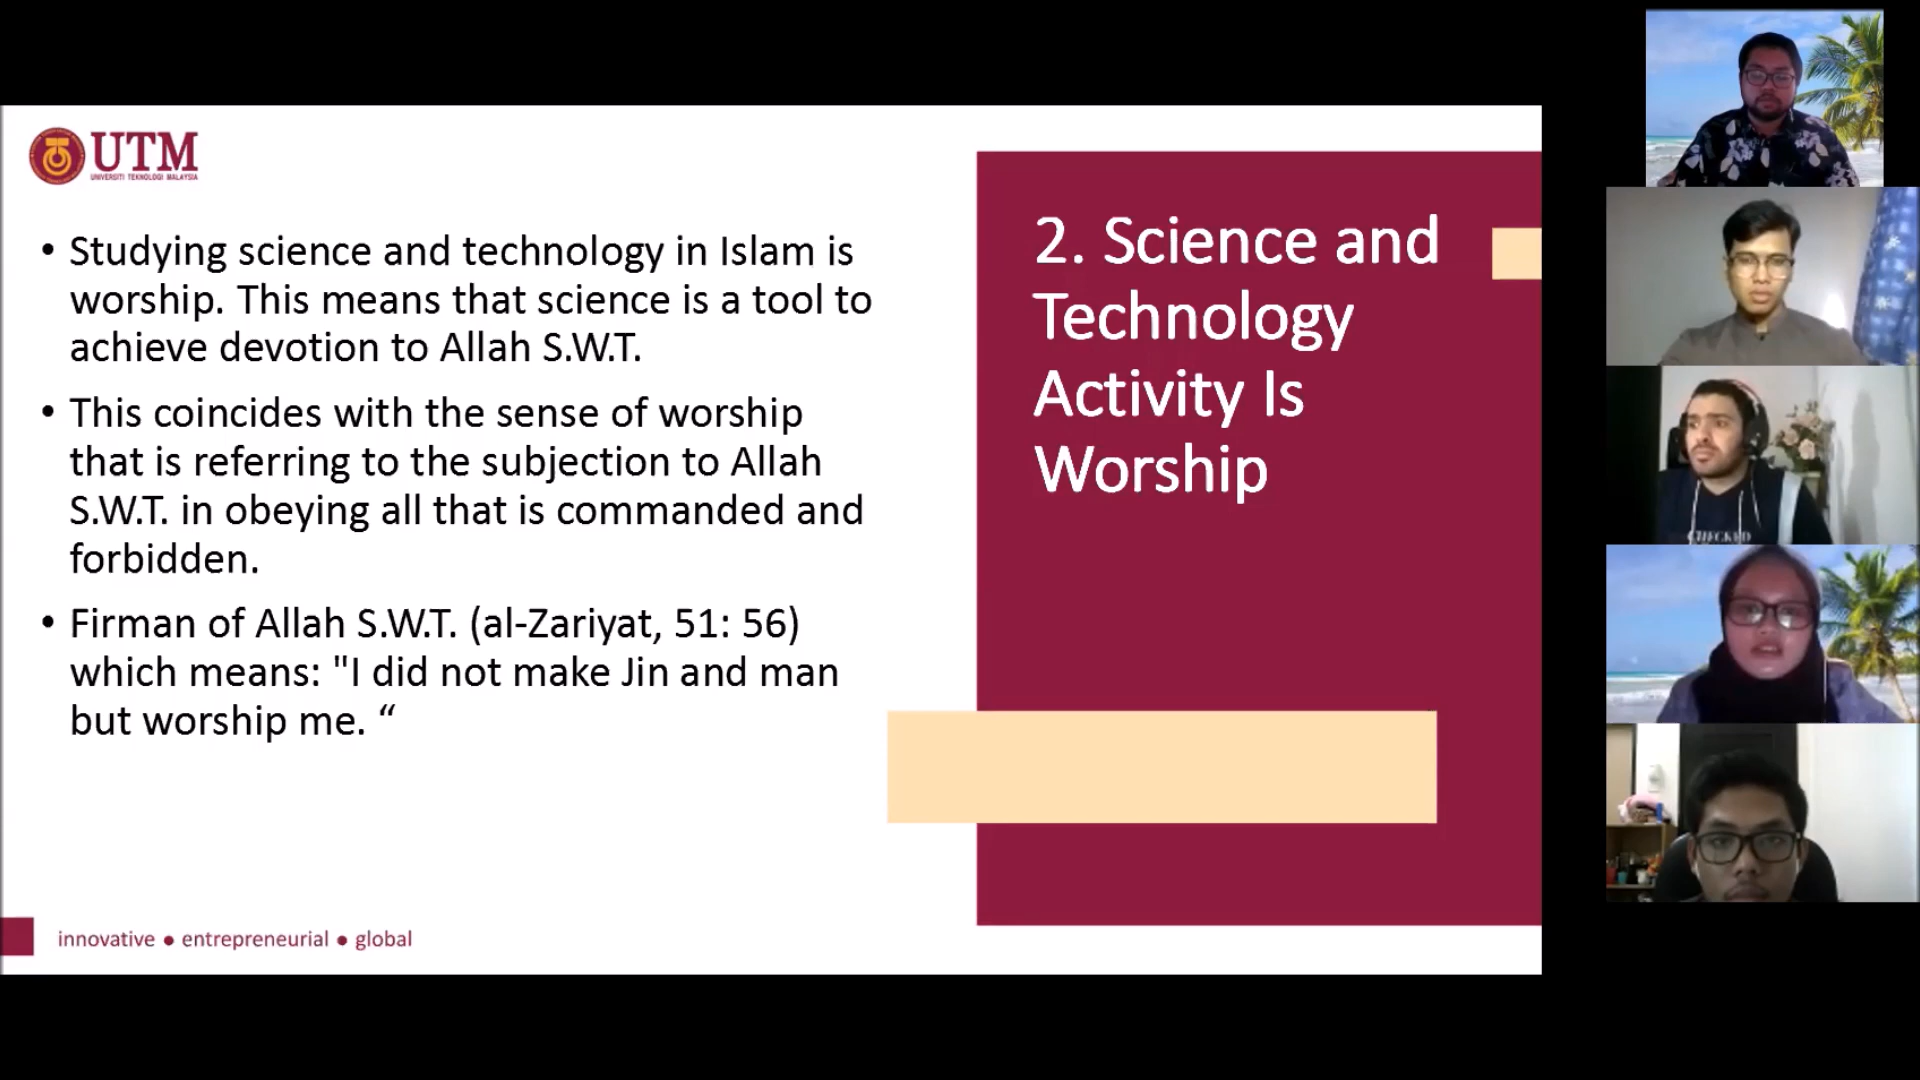 UTM
UNIVERSITI TEKNOLOGI MALAYSIA
• Studying science and technology in Islam is
worship. This means that science is a tool to
achieve devotion to Allah S.W.T.
• This coincides with the sense of worship
that is referring to the subjection to Allah
S.W.T. in obeying all that is commanded and
forbidden.
• Firman of Allah S.W.T. (al-Zariyat, 51: 56)
which means: "I did not make Jin and man
but worship me. “
2. Science and
Technology
Activity Is
Worship
innovative ● entrepreneurial ● global